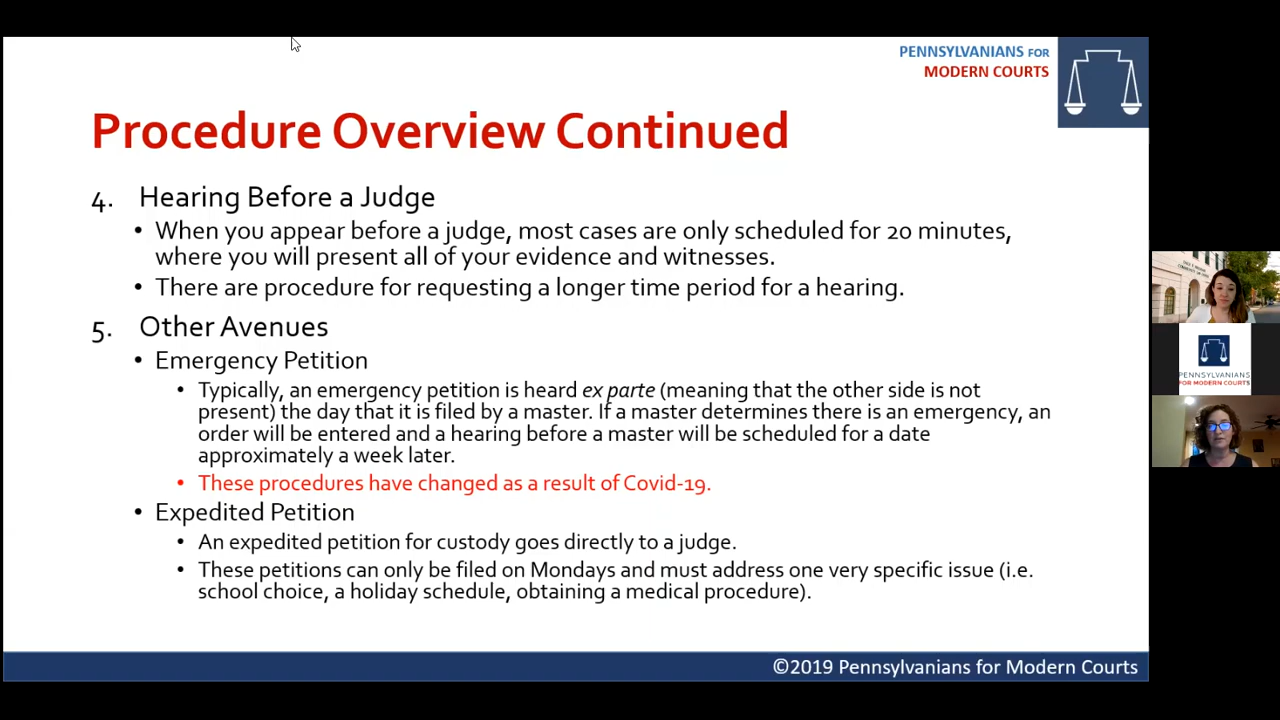 PENNSYLVANIANS FOR
MODERN COURTS
Procedure Overview Continued
4. Hearing Before a Judge
• When you appear before a judge, most cases are only scheduled for 20 minutes,
where you will present all of your evidence and witnesses.
• There are procedure for requesting a longer time period for a hearing.
5. Other Avenues
• Emergency Petition
• Typically, an emergency petition is heard ex parte (meaning that the other side is not
present) the day that it is filed by a master. If a master determines there is an emergency, an
order will be entered and a hearing before a master will be scheduled for a date
approximately a week later.
• These procedures have changed as a result of Covid-19.
• Expedited Petition
• An expedited petition for custody goes directly to a judge.
• These petitions can only be filed on Mondays and must address one very specific issue (i.e.
school choice, a holiday schedule, obtaining a medical procedure).
©2019 Pennsylvanians for Modern Courts
PENNSYLVANIANS
FOR MODERN COURTS